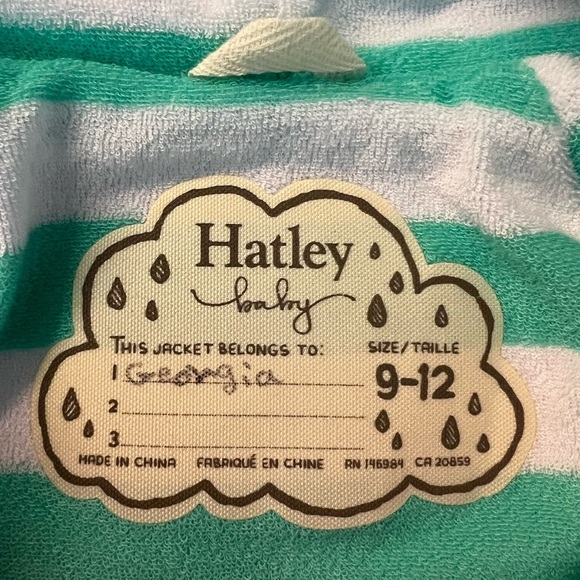 Hatley
baby
THIS JACKET BELONGS TO:
1 Georgia
2
3
SIZE/TAILLE
9-12
MADE IN CHINA FABRIQUÉ EN CHINE RN 146984 CA 20859